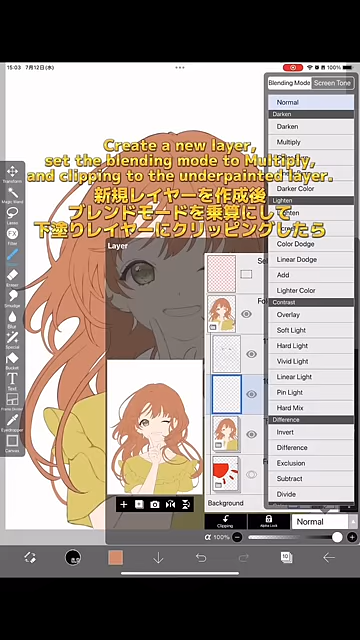 15:03 7月12日(水)
100%
Blending Mode
Screen Tone
Normal
Darken
Darken
Multiply
Create a new layer,
set the blending mode to Multiply,
and clipping to the underpainted layer.
新規レイヤーを作成後
ブレンドモードを乗算にして
下塗りレイヤーにクリッピングしたら
Darker Color
Lighten
Color Dodge
Linear Dodge
Add
Lighter Color
Contrast
Overlay
Soft Light
Hard Light
Vivid Light
Linear Light
Pin Light
Hard Mix
Difference
Invert
Difference
Exclusion
Subtract
Divide
Transform
Magic
Lasso
FX
Filter
Brush
Eraser
Smudge
Blur
Special
Bucket
Text
Frame Divider
Eyedropper
Canvas
Layer
Background
Clipping
Alpha Lock
Normal
α 100%
10